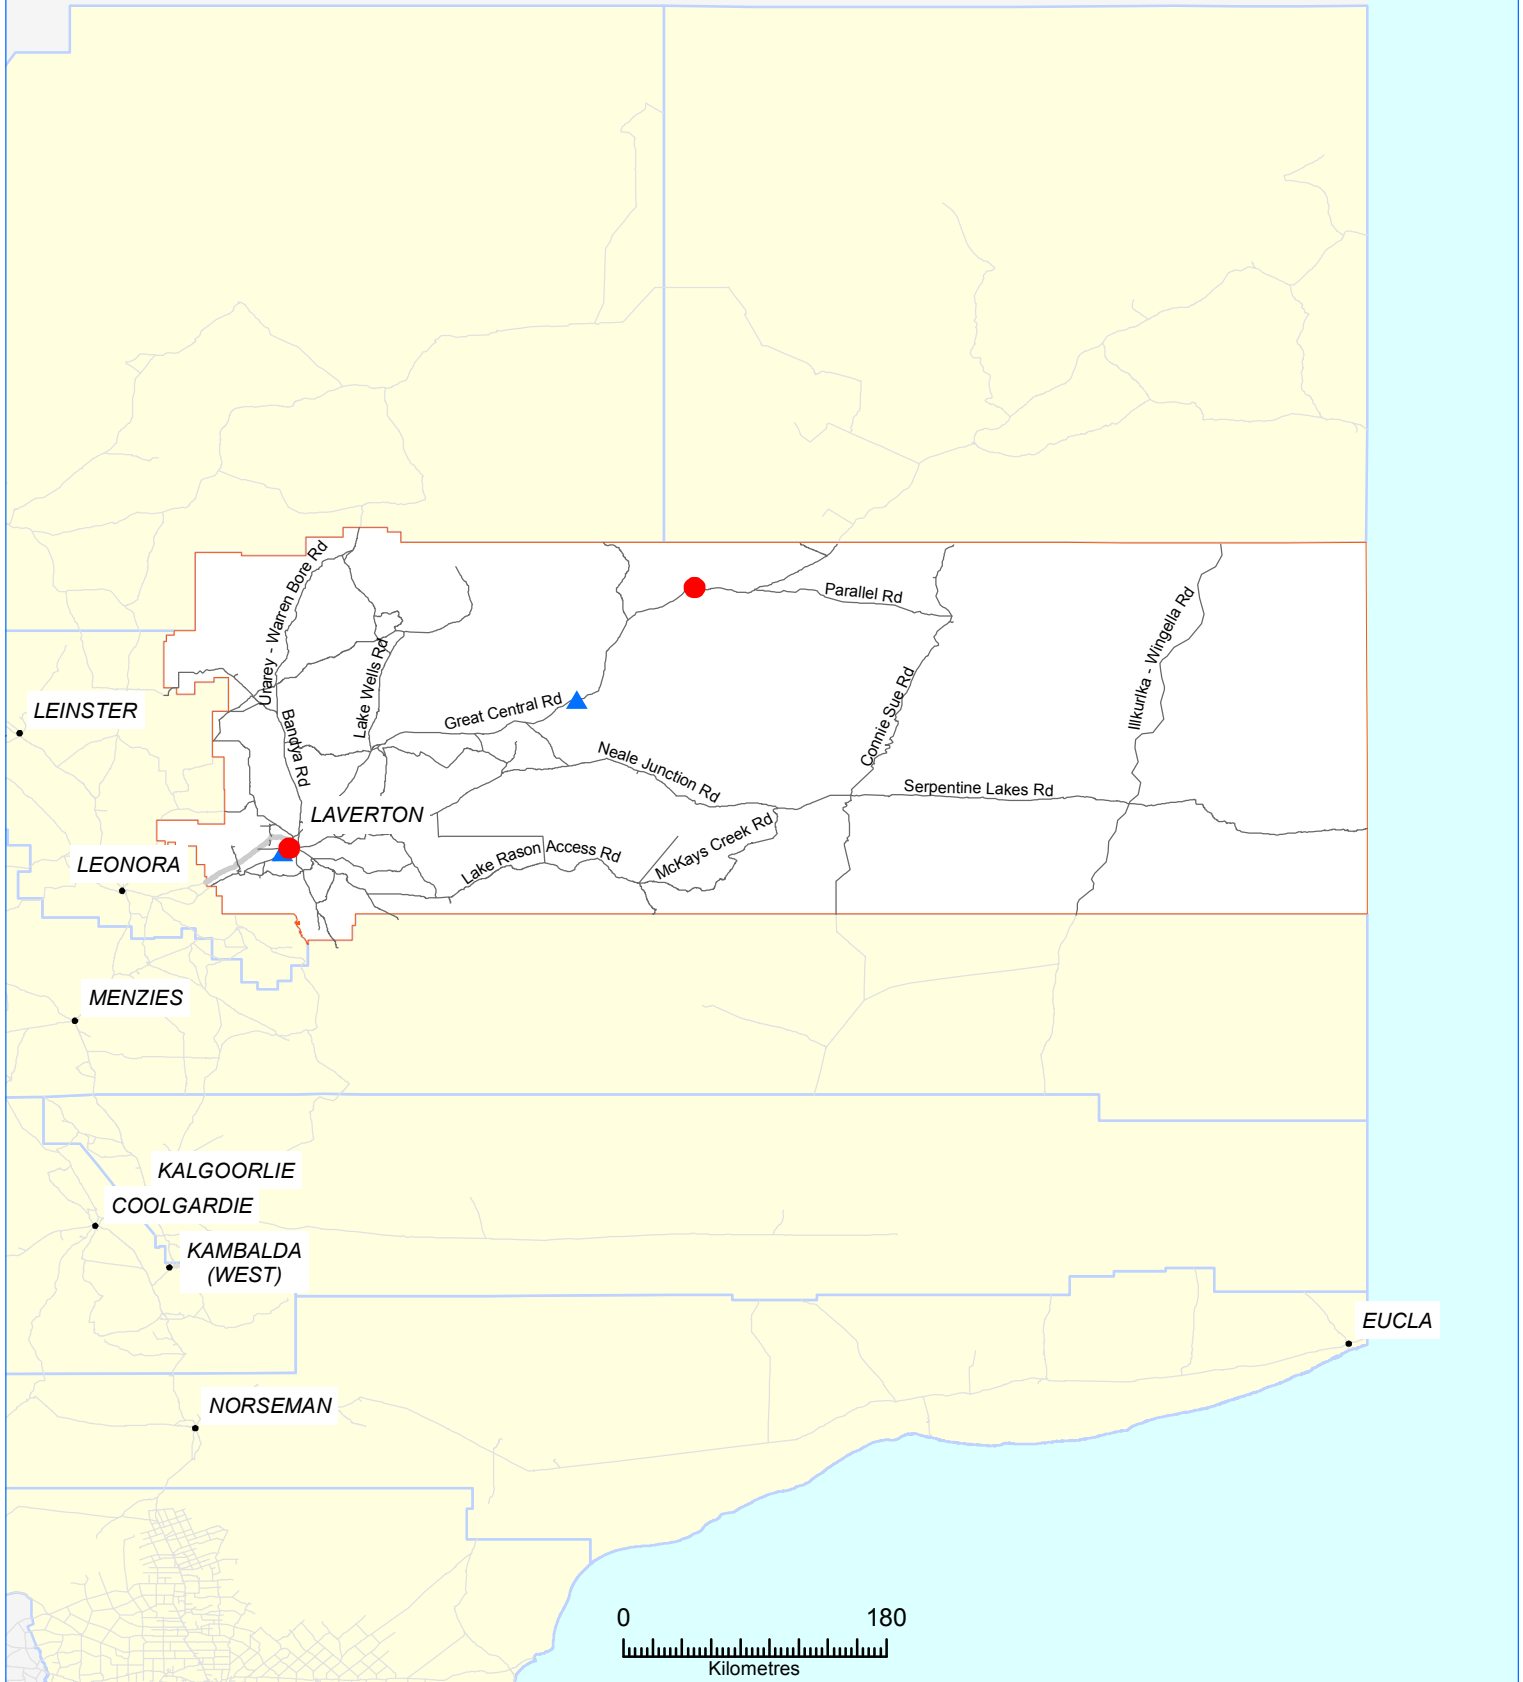 Urarey - Warren Bore Rd
Parallel Rd
Illkurlka - Wingella Rd
Lake Wells Rd
LEINSTER
Great Central Rd
Connie Sue Rd
Bandya Rd
Neale Junction Rd
Serpentine Lakes Rd
LAVERTON
McKays Creek Rd
Lake Rason Access Rd
LEONORA
MENZIES
KALGOORLIE
COOLGARDIE
KAMBALDA
(WEST)
EUCLA
NORSEMAN
0 180
Kilometres